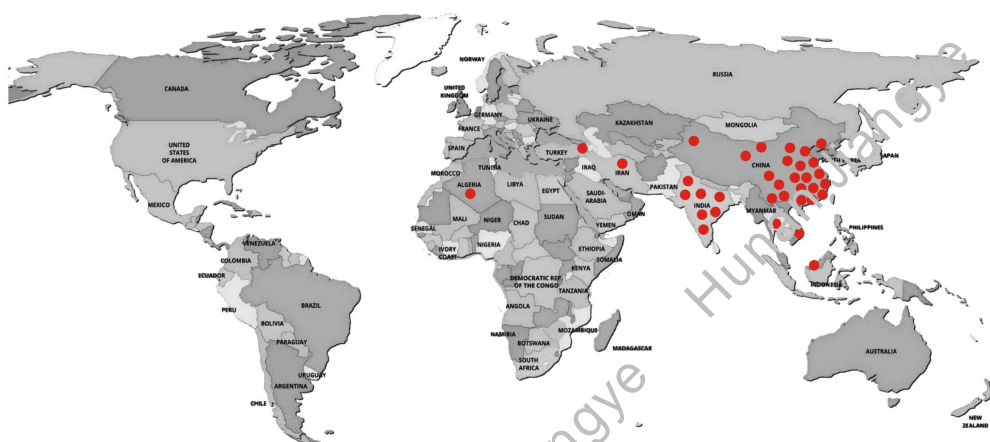 CANADA
UNITED
STATES
OF AMERICA
MEXICO
VENEZUELA
COLOMBIA
ECUADOR
PERU
BRAZIL
BOLIVIA
PARAGUAY
URUGUAY
ARGENTINA
CHILE
NORWAY
UNITED
KINGDOM
GERMANY
FRANCE
SPAIN
UKRAINE
TURKEY
RUSSIA
KAZAKHSTAN
MONGOLIA
CHINA
JAPAN
IRAQ
IRAN
PAKISTAN
INDIA
MYANMAR
PHILIPPINES
INDONESIA
SAUDI-
ARABIA
OMAN
YEMEN
MOROCCO
TUNISIA
ALGERIA
LIBYA
EGYPT
MALI
NIGER
CHAD
SUDAN
SENEGAL
IVORY
COAST
NIGERIA
ETHIOPIA
SOMALIA
KENYA
DEMOCRATIC REP.
OF THE CONGO
TANZANIA
ANGOLA
MOZAMBIQUE
NAMIBIA
BOTSWANA
SOUTH
AFRICA
MADAGASCAR
AUSTRALIA
NEW
ZEALAND